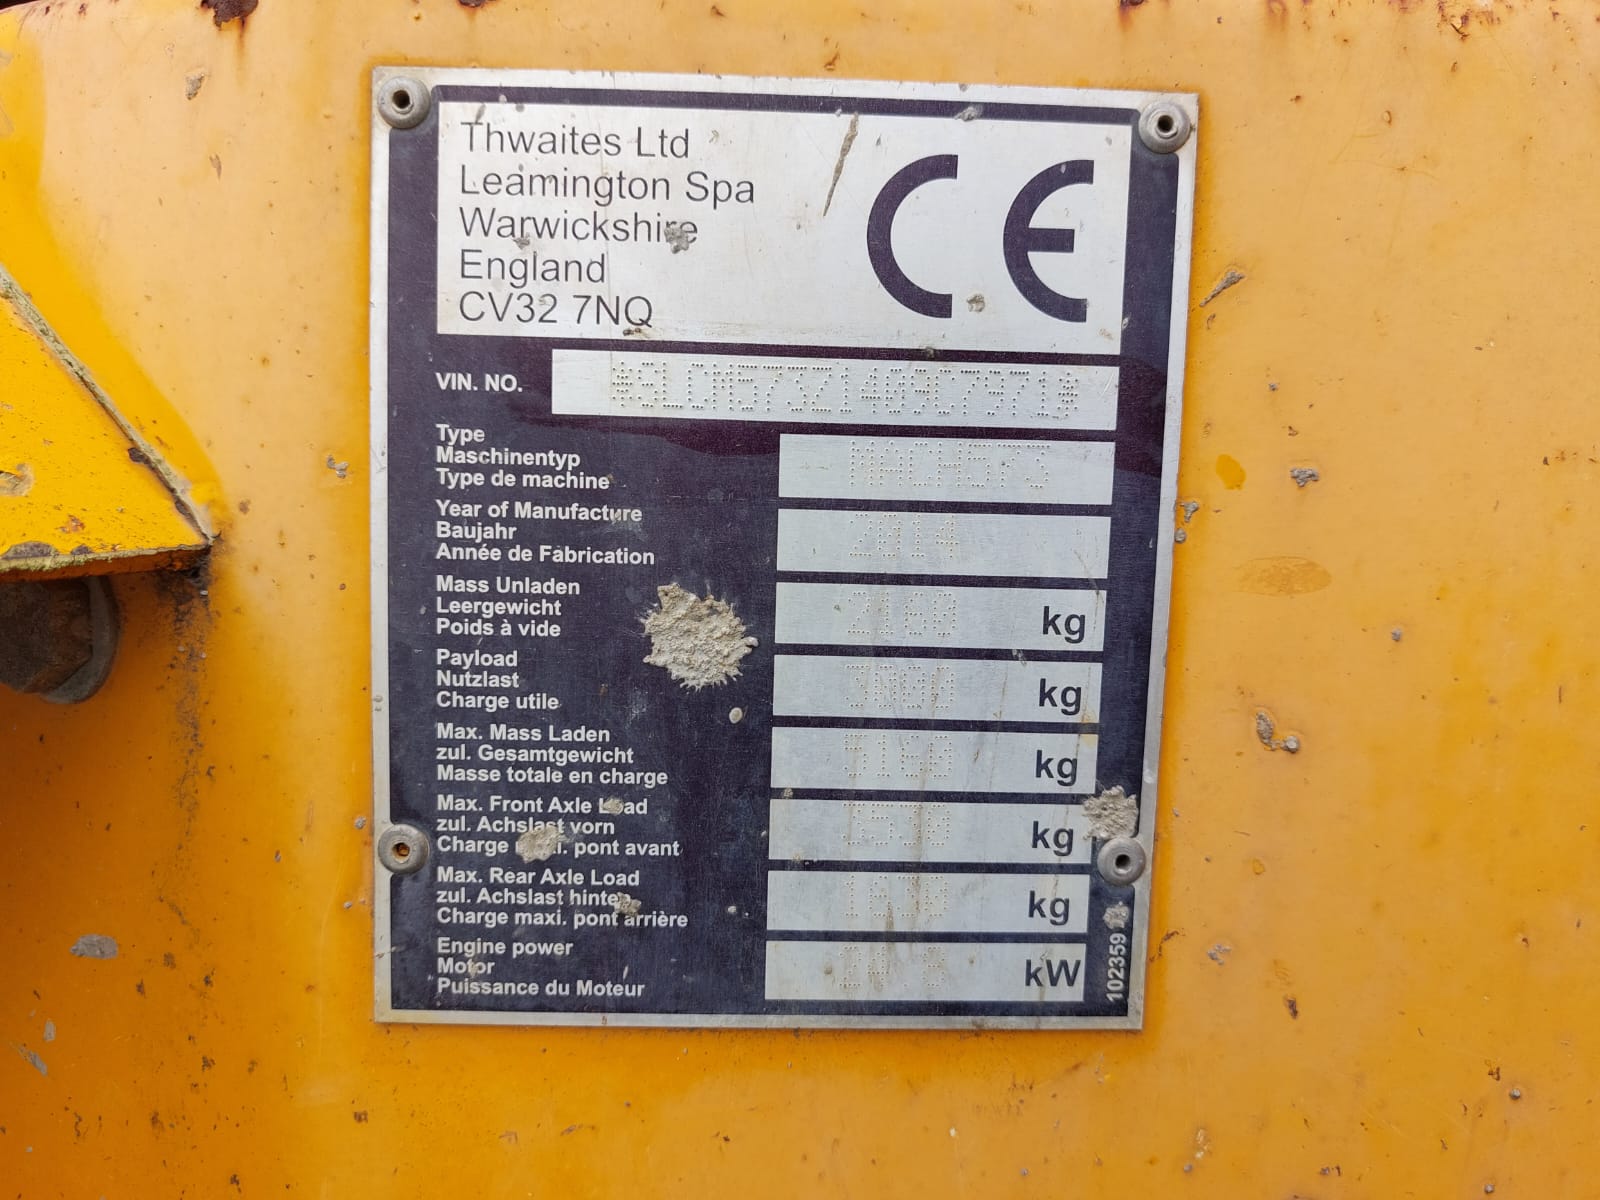 Thwaites Ltd
Leamington Spa
Warwickshire
England
CV32 7NQ
CE
VIN. NO.
Type MACH573
Maschinentyp
Type de machine
Year of Manufacture 2014
Baujahr
Année de Fabrication
Mass Unladen 2160 kg
Leergewicht
Poids à vide
Payload kg
Nutzlast
Charge utile
Max. Mass Laden 5160 kg
zul. Gesamtgewicht
Masse totale en charge
Max. Front Axle Load kg
zul. Achslast vorn
Charge maxi. pont avant
Max. Rear Axle Load kg
zul. Achslast hinten
Charge maxi. pont arrière
Engine power kW
Motor
Puissance du Moteur
102359